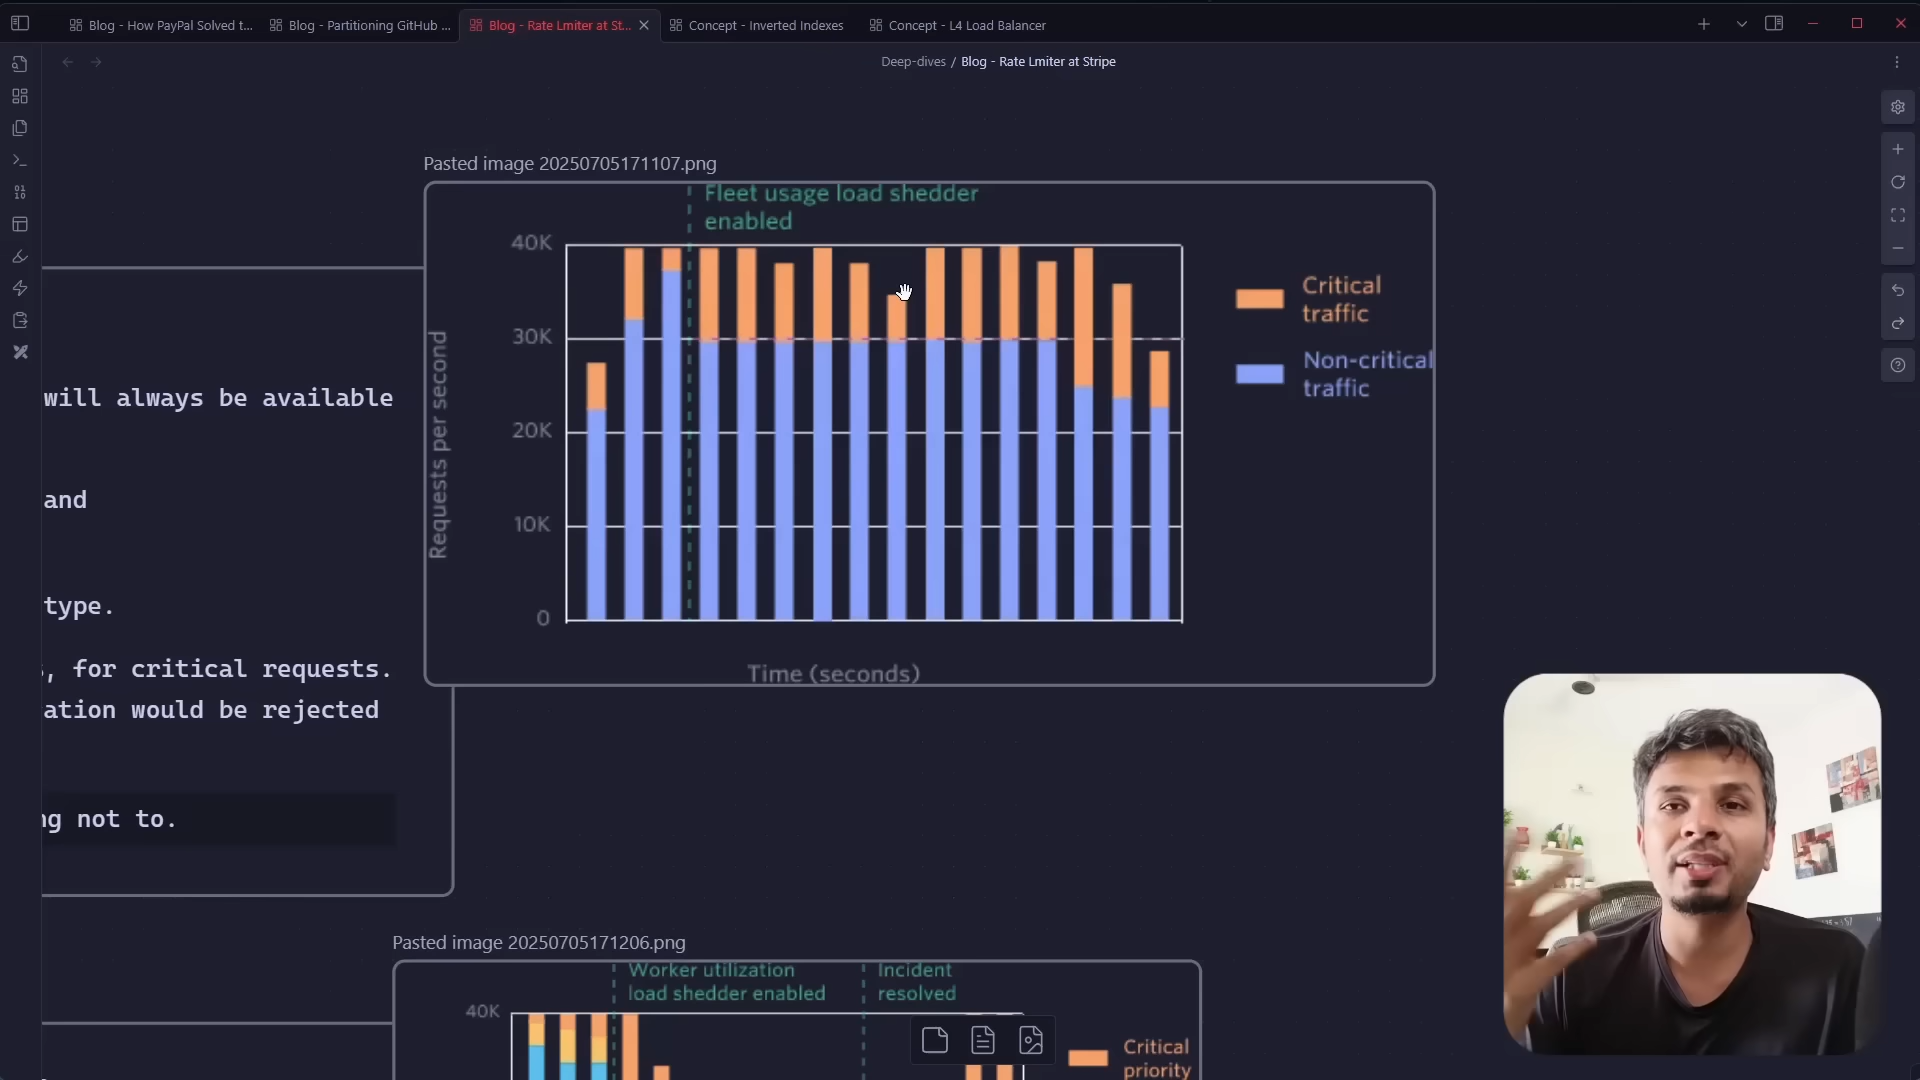 Blog - How PayPal Solved t...
Blog - Partitioning GitHub ...
Blog - Rate Lmiter at St...
Concept - Inverted Indexes
Concept - L4 Load Balancer
Deep-dives / Blog - Rate Lmiter at Stripe
Pasted image 20250705171107.png
Fleet usage load shedder
enabled
40K
30K
20K
10K
0
Requests per second
Time (seconds)
Critical
traffic
Non-critical
traffic
will always be available
and
type.
, for critical requests.
ation would be rejected
ng not to.
Pasted image 20250705171206.png
Worker utilization
load shedder enabled
Incident
resolved
40K
Critical
priority